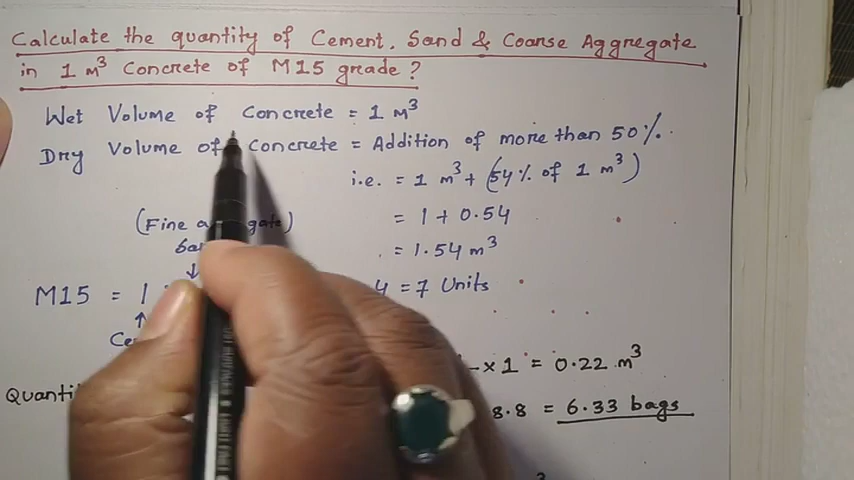 Calculate the quantity of Cement, Sand & Coarse Aggregate
in 1 m³ Concrete of M15 grade?
Wet Volume of Concrete = 1 m³
Dry Volume of Concrete = Addition of more than 50%.
i.e. = 1 m³ + (54% of 1 m³)
= 1 + 0.54
= 1.54 m³
(Fine a gate)
M15 = 1 4 = 7 Units
↓
↑
x 1 = 0.22 m³
Quanti
8.8 = 6.33 bags